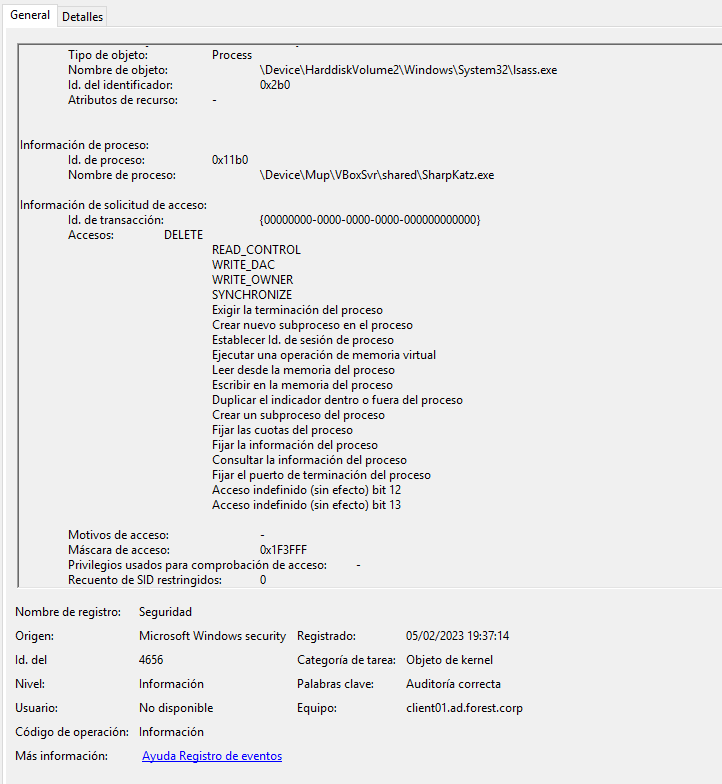 General Detalles
Tipo de objeto: Process
Nombre de objeto: \Device\HarddiskVolume2\Windows\System32\lsass.exe
Id. del identificador: 0x2b0
Atributos de recurso: -
Información de proceso:
Id. de proceso: 0x11b0
Nombre de proceso: \Device\Mup\VBoxSvr\shared\SharpKatz.exe
Información de solicitud de acceso:
Id. de transacción: {00000000-0000-0000-0000-000000000000}
Accesos: DELETE
READ_CONTROL
WRITE_DAC
WRITE_OWNER
SYNCHRONIZE
Exigir la terminación del proceso
Crear nuevo subproceso en el proceso
Establecer Id. de sesión de proceso
Ejecutar una operación de memoria virtual
Leer desde la memoria del proceso
Escribir en la memoria del proceso
Duplicar el indicador dentro o fuera del proceso
Crear un subproceso del proceso
Fijar las cuotas del proceso
Fijar la información del proceso
Consultar la información del proceso
Fijar el puerto de terminación del proceso
Acceso indefinido (sin efecto) bit 12
Acceso indefinido (sin efecto) bit 13
Motivos de acceso: -
Máscara de acceso: 0x1F3FFF
Privilegios usados para comprobación de acceso: -
Recuento de SID restringidos: 0
Nombre de registro: Seguridad
Origen: Microsoft Windows security Registrado: 05/02/2023 19:37:14
Id. del 4656 Categoría de tarea: Objeto de kernel
Nivel: Información Palabras clave: Auditoría correcta
Usuario: No disponible Equipo: client01.ad.forest.corp
Código de operación: Información
Más información: Ayuda Registro de eventos